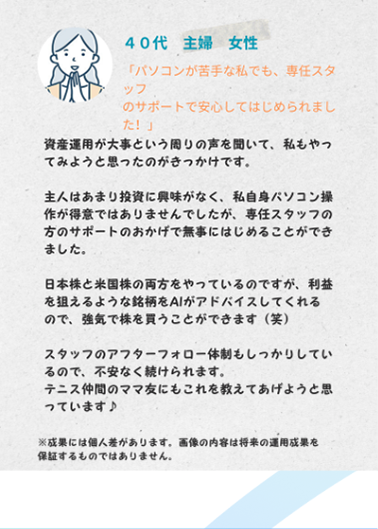 40代　主婦　女性
「パソコンが苦手な私でも、専任スタ
ッフ
のサポートで安心してはじめられまし
た！」
資産運用が大事という周りの声を聞いて、私もやっ
てみようと思ったのがきっかけです。
主人はあまり投資に興味がなく、私自身パソコン操
作が得意ではありませんでしたが、専任スタッフの
方のサポートのおかげで無事にはじめることができ
ました。
日本株と米国株の両方をやっているのですが、利益
を狙えるような銘柄をAIがアドバイスしてくれる
ので、強気で株を買うことができます（笑）
スタッフのアフターフォロー体制もしっかりしてい
るので、不安なく続けられます。
テニス仲間のママ友にもこれを教えてあげようと思
っています♪
※成果には個人差があります。画像の内容は将来の運用成果を
保証するものではありません。